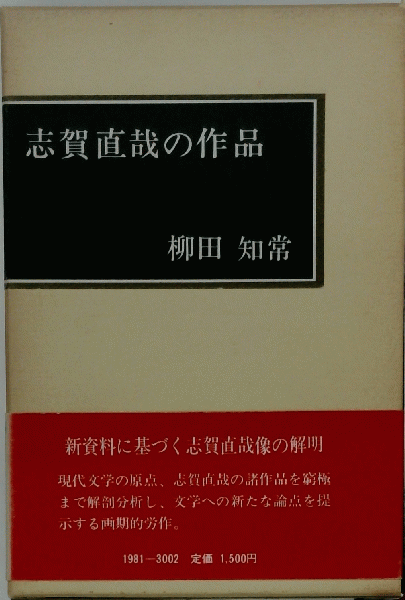 志賀直哉の作品
柳田 知常
新資料に基づく志賀直哉像の解明
現代文学の原点、志賀直哉の諸作品を窮極
まで解剖分析し、文学への新たな論点を提
示する画期的労作。
1981―3002 定価 1,500円